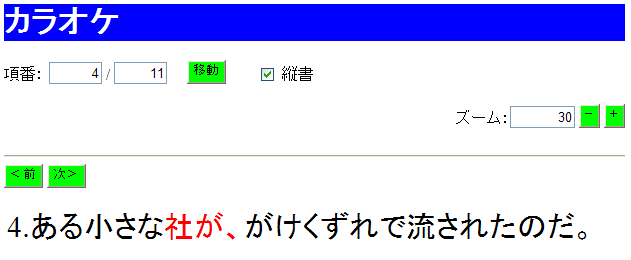 カラオケ
項番: 4 / 11 移動 縦書
ズーム: 30 － ＋
＜前 次＞
4.ある小さな社が、がけくずれで流されたのだ。